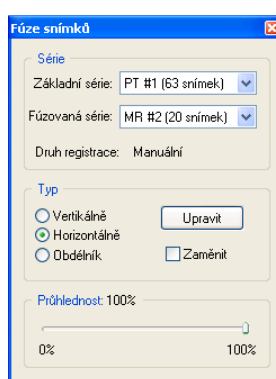 Fúze snímků
Série
Základní série: PT #1 (63 snímek)
Fúzovaná série: MR #2 (20 snímek)
Druh registrace: Manuální
Typ
Vertikálně
Upravit
Horizontálně
Obdélník
Zaměnit
Průhlednost: 100%
0% 100%